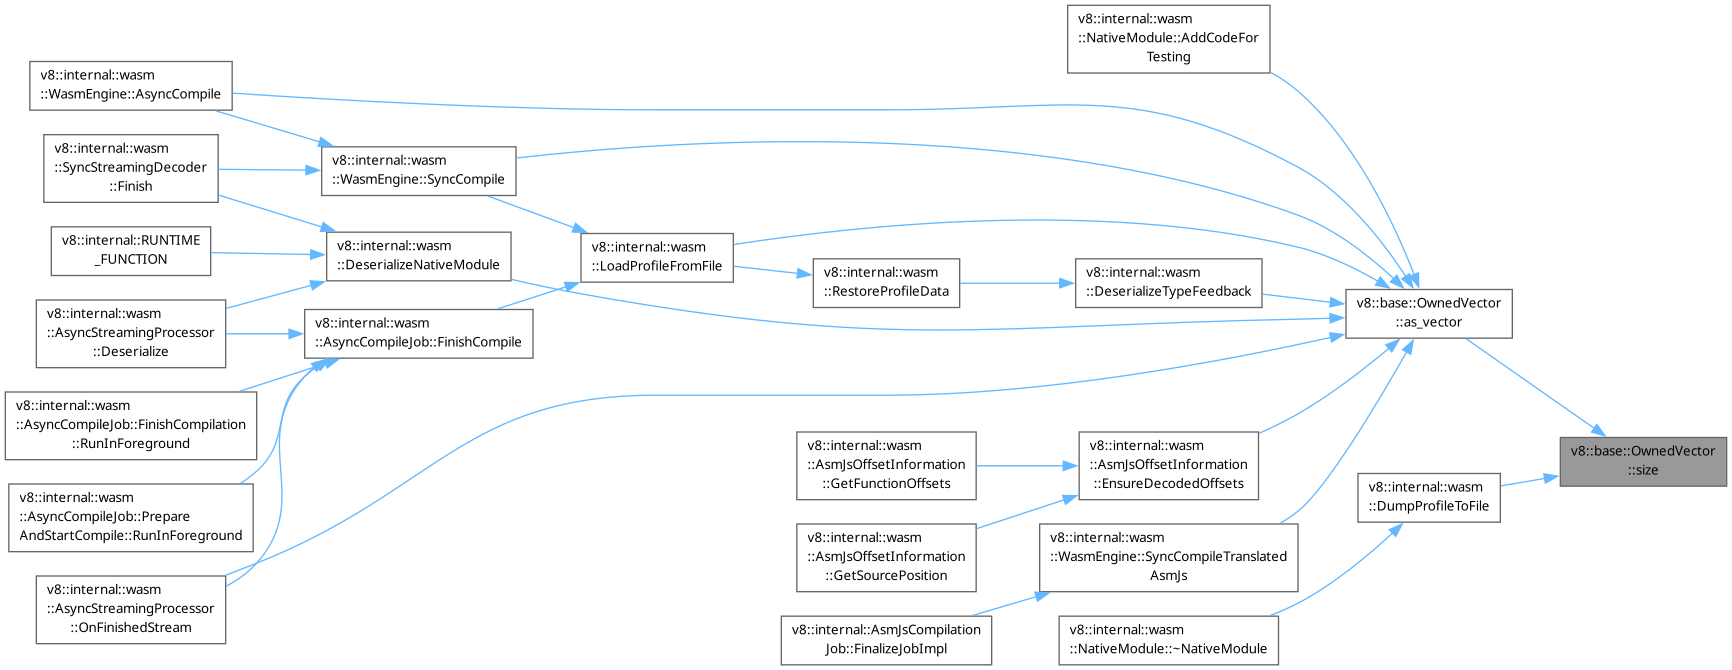 v8::internal::wasm
::NativeModule::AddCodeFor
Testing
v8::internal::wasm
::WasmEngine::AsyncCompile
v8::internal::wasm
::SyncStreamingDecoder
::Finish
v8::internal::wasm
::WasmEngine::SyncCompile
v8::internal::RUNTIME
_FUNCTION
v8::internal::wasm
::DeserializeNativeModule
v8::internal::wasm
::LoadProfileFromFile
v8::internal::wasm
::RestoreProfileData
v8::internal::wasm
::DeserializeTypeFeedback
v8::base::OwnedVector
::as_vector
v8::internal::wasm
::AsyncStreamingProcessor
::Deserialize
v8::internal::wasm
::AsyncCompileJob::FinishCompile
v8::internal::wasm
::AsyncCompileJob::FinishCompilation
::RunInForeground
v8::internal::wasm
::AsmJsOffsetInformation
::GetFunctionOffsets
v8::internal::wasm
::AsmJsOffsetInformation
::EnsureDecodedOffsets
v8::base::OwnedVector
::size
v8::internal::wasm
::DumpProfileToFile
v8::internal::wasm
::AsyncCompileJob::Prepare
AndStartCompile::RunInForeground
v8::internal::wasm
::AsmJsOffsetInformation
::GetSourcePosition
v8::internal::wasm
::WasmEngine::SyncCompileTranslated
AsmJs
v8::internal::wasm
::AsyncStreamingProcessor
::OnFinishedStream
v8::internal::AsmJsCompilation
Job::FinalizeJobImpl
v8::internal::wasm
::NativeModule::~NativeModule